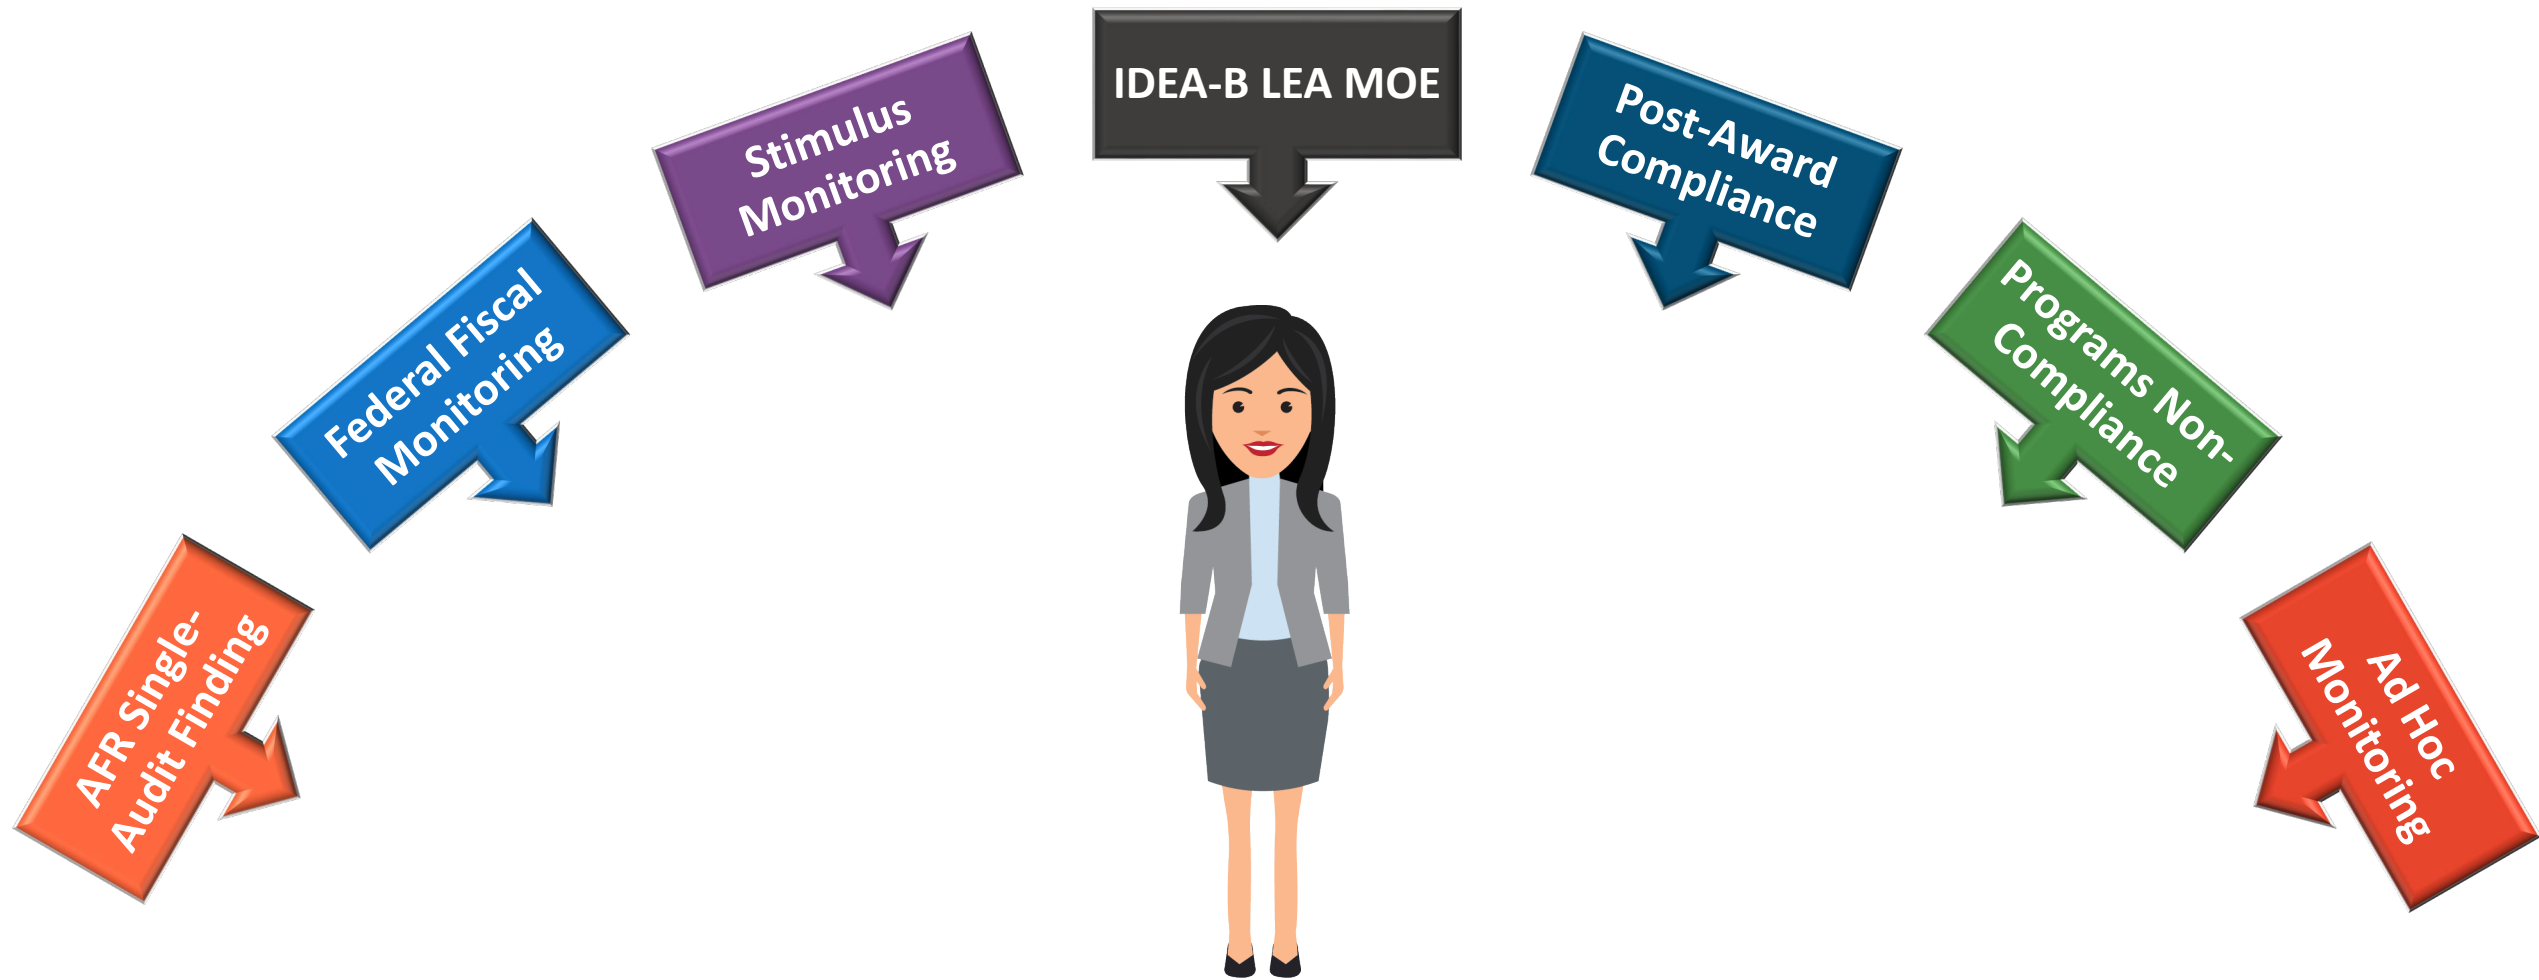 AFR Single-
Audit Finding
Federal Fiscal
Monitoring
Stimulus
Monitoring
IDEA-B LEA MOE
Post-Award
Compliance
Programs Non-
Compliance
Ad Hoc
Monitoring